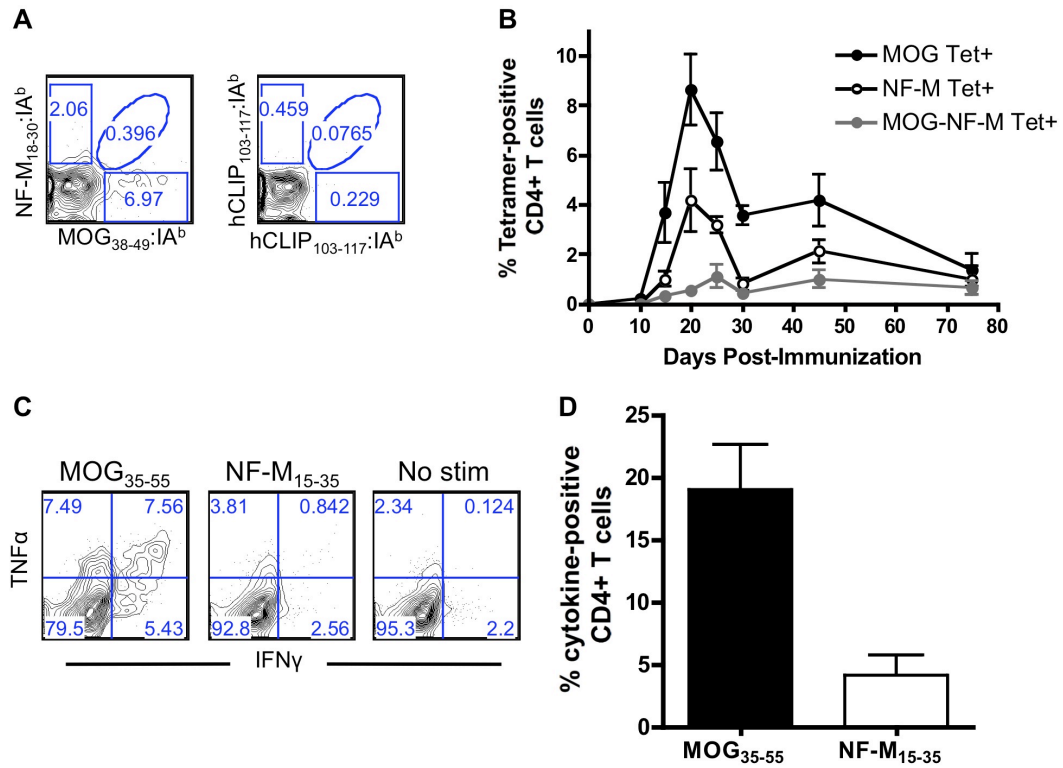 A
NF-M18-30:IAb
2.06
0.396
6.97
MOG38-49:IAb
hCLIP103-117:IAb
0.459
0.0765
0.229
hCLIP103-117:IAb
B
% Tetramer-positive
CD4+ T cells
10
8
6
4
2
0
0 10 20 30 40 50 60 70 80
Days Post-Immunization
MOG Tet+
NF-M Tet+
MOG-NF-M Tet+
C
MOG35-55
NF-M15-35
No stim
TNFα
7.49 7.56
79.5 5.43
3.81 0.842
92.8 2.56
2.34 0.124
95.3 2.2
IFNγ
D
% cytokine-positive
CD4+ T cells
25
20
15
10
5
0
MOG35-55
NF-M15-35